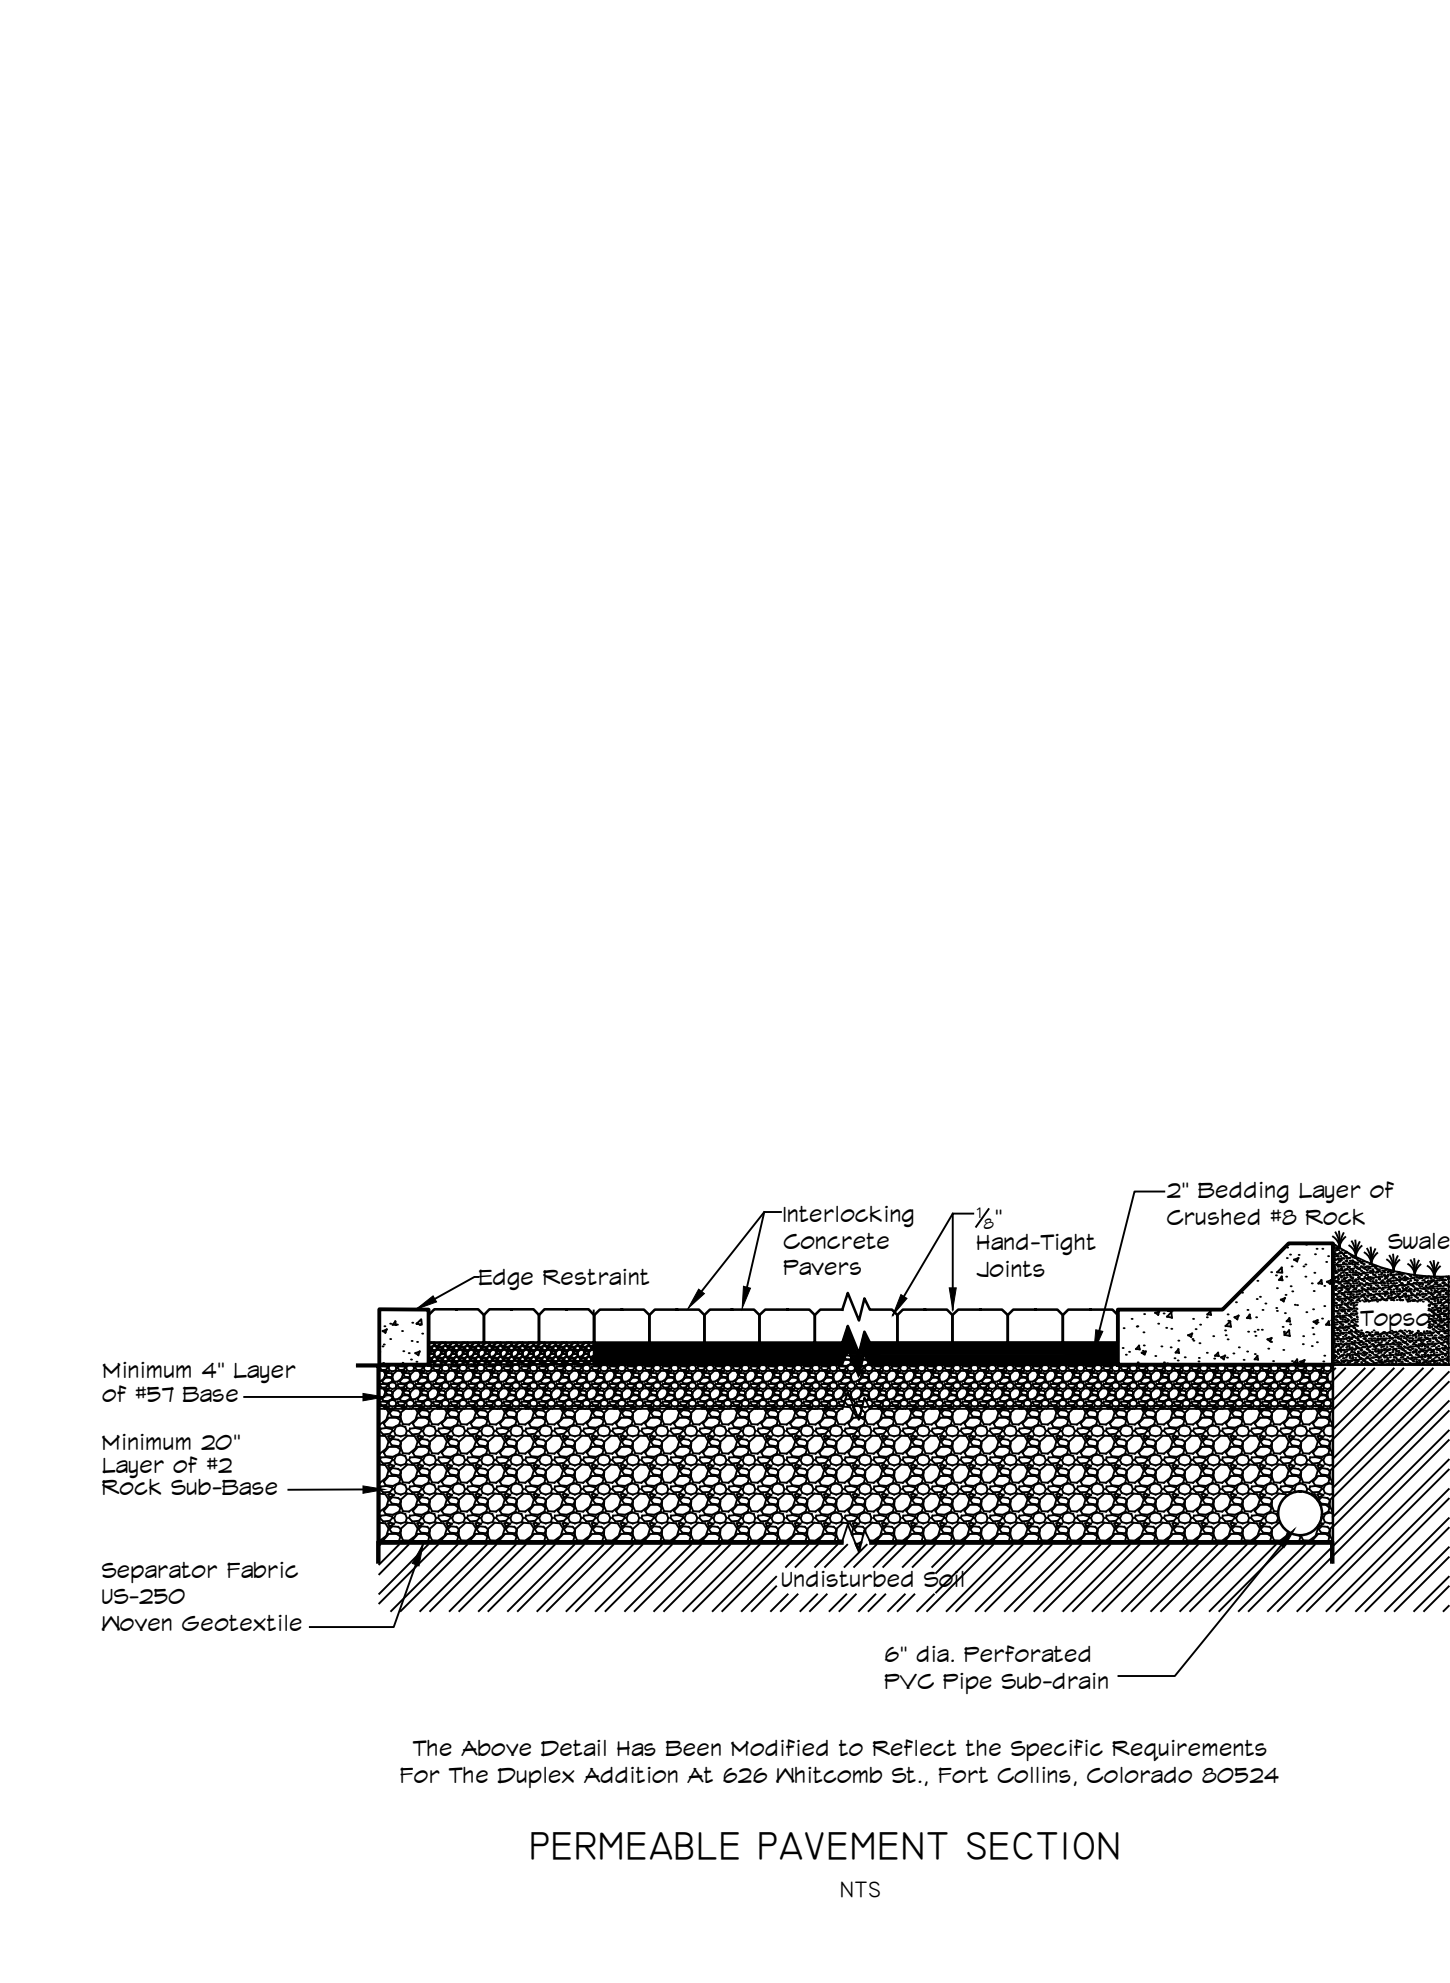 2" Bedding Layer of
Crushed #8 Rock
Interlocking
Concrete
Pavers
⅛"
Hand-Tight
Joints
Swale
Edge Restraint
Topso
Minimum 4" Layer
of #57 Base
Minimum 20"
Layer of #2
Rock Sub-Base
Separator Fabric
US-250
Woven Geotextile
Undisturbed Soil
6" dia. Perforated
PVC Pipe Sub-drain
The Above Detail Has Been Modified to Reflect the Specific Requirements
For The Duplex Addition At 626 Whitcomb St., Fort Collins, Colorado 80524
PERMEABLE PAVEMENT SECTION
NTS